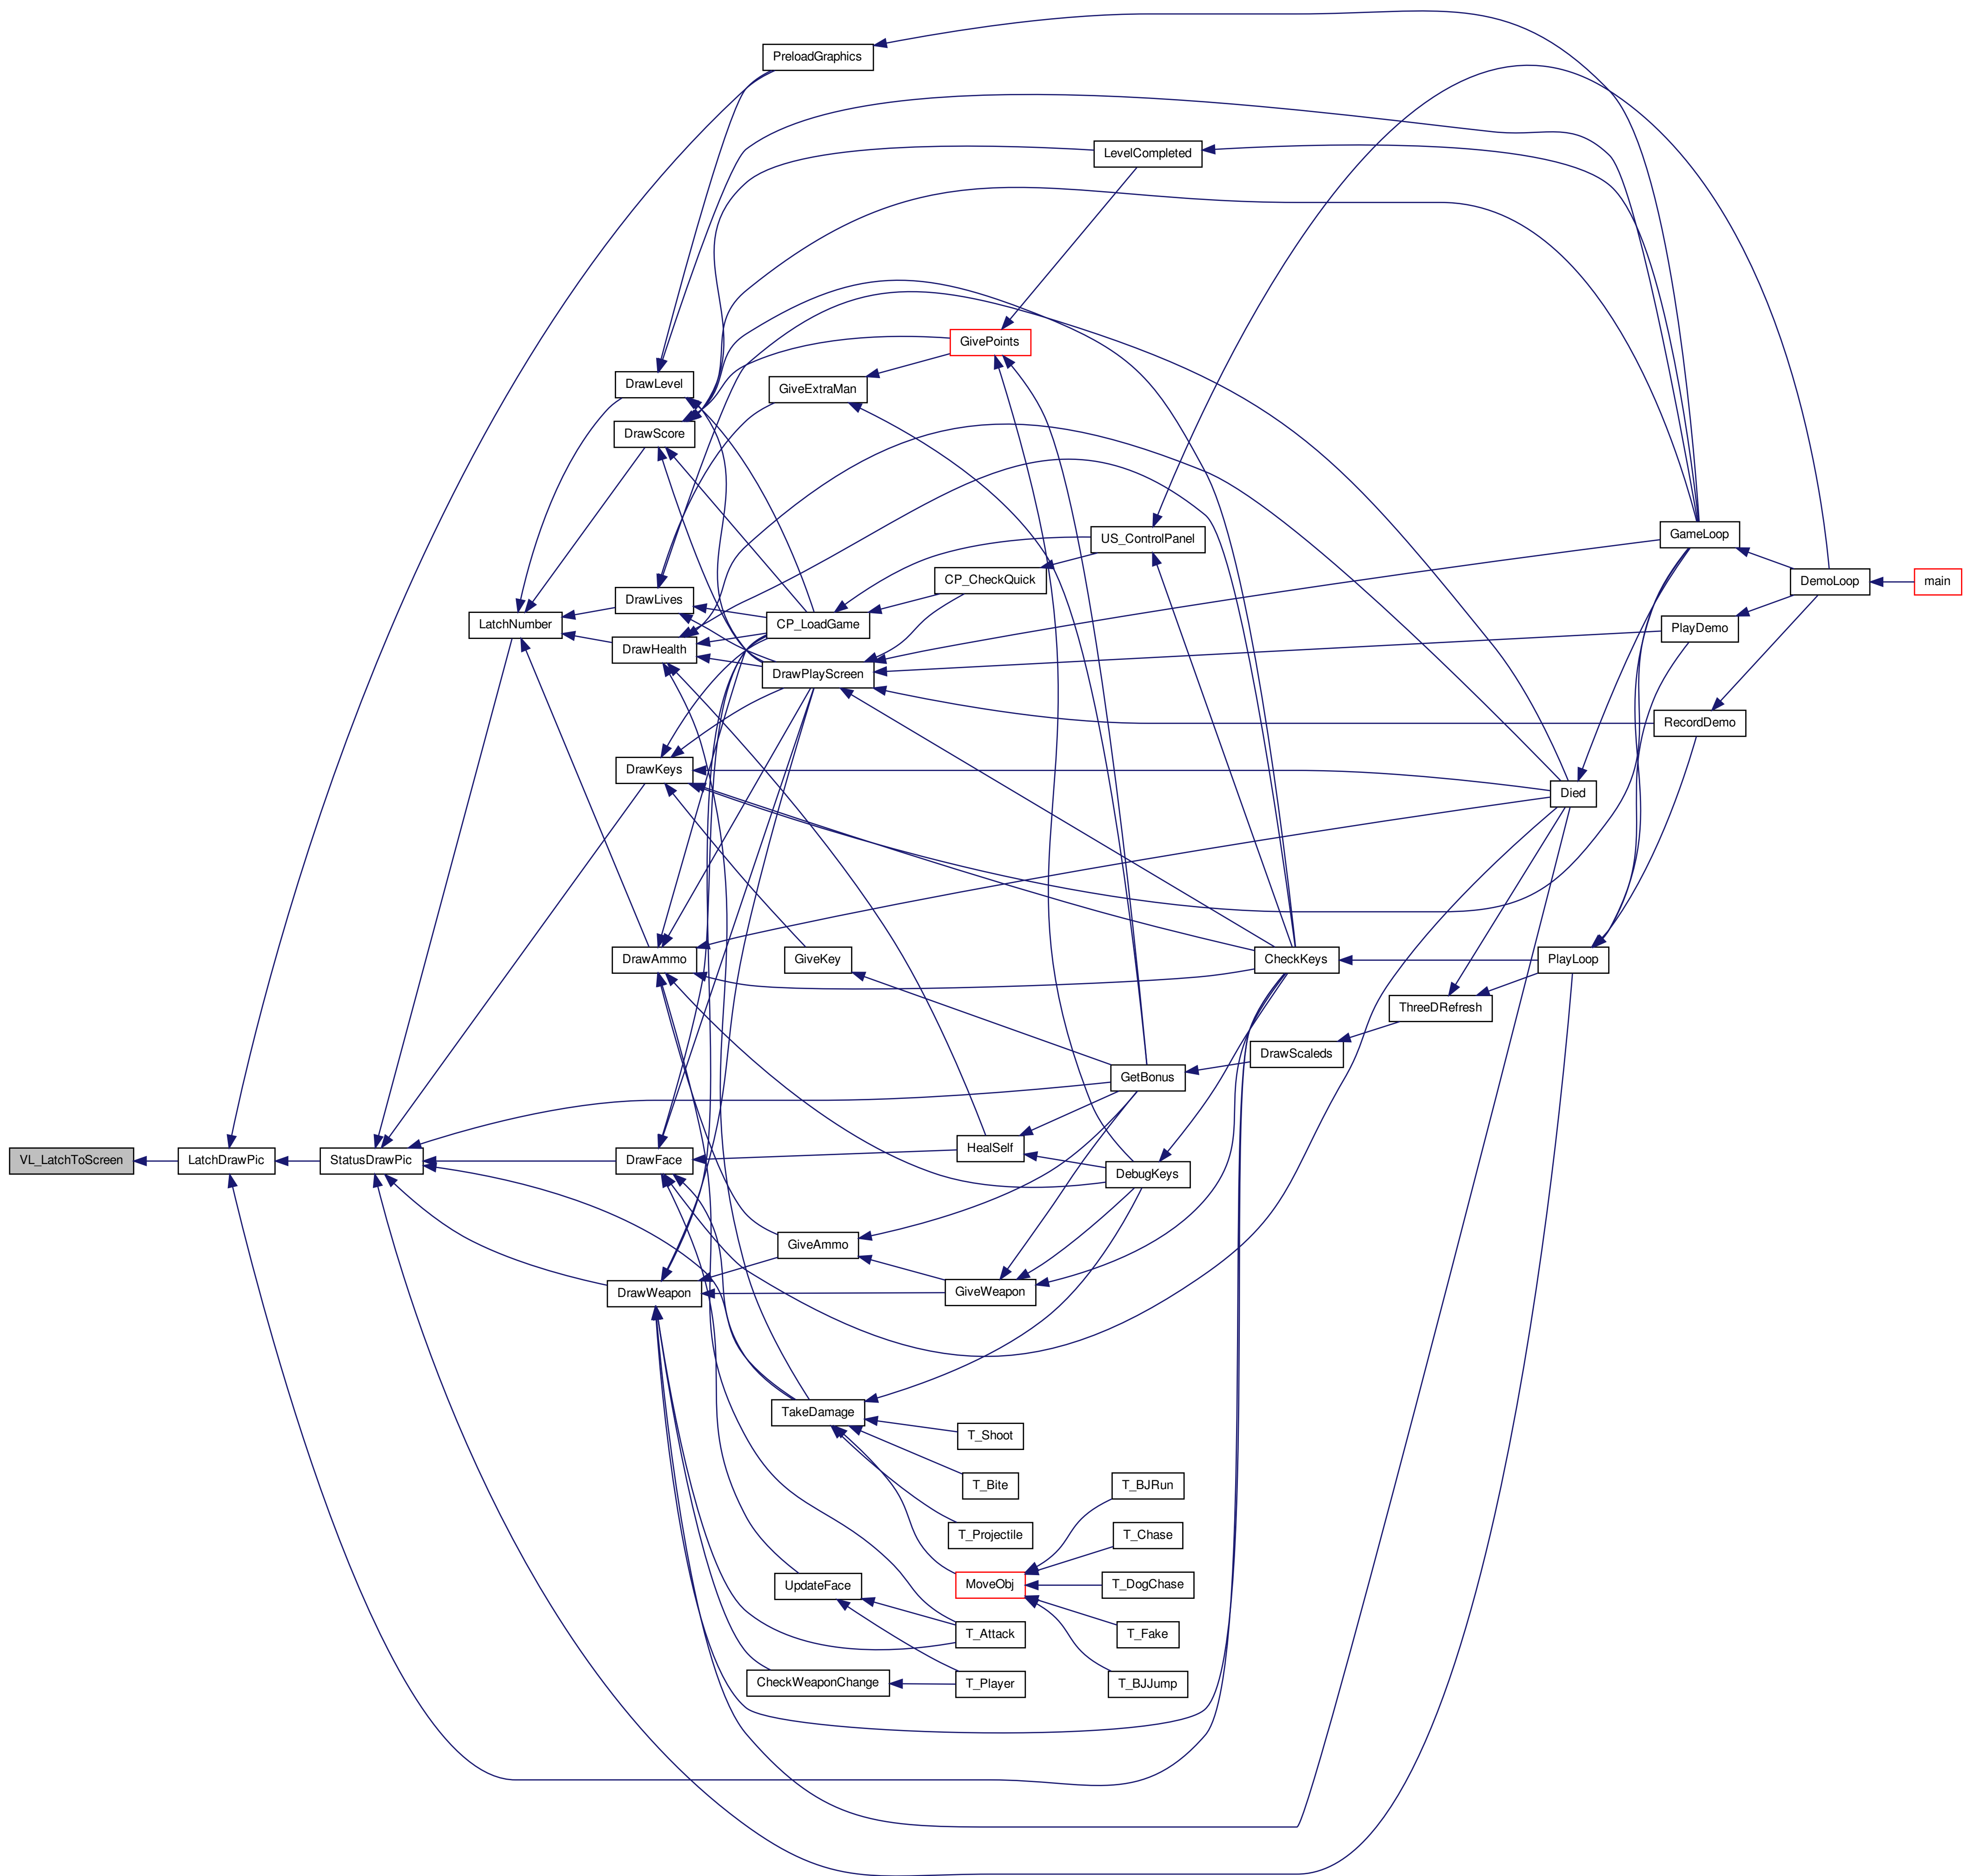 VL_LatchToScreen
LatchDrawPic
StatusDrawPic
LatchNumber
DrawLevel
DrawScore
DrawLives
DrawHealth
DrawKeys
DrawAmmo
DrawFace
DrawWeapon
PreloadGraphics
GiveExtraMan
CP_LoadGame
DrawPlayScreen
GiveKey
GiveAmmo
TakeDamage
UpdateFace
CheckWeaponChange
GivePoints
CP_CheckQuick
HealSelf
GiveWeapon
T_Shoot
T_Bite
T_Projectile
MoveObj
T_Attack
T_Player
LevelCompleted
US_ControlPanel
GetBonus
DebugKeys
T_BJRun
T_Chase
T_DogChase
T_Fake
T_BJJump
CheckKeys
DrawScaleds
ThreeDRefresh
Died
PlayLoop
GameLoop
PlayDemo
RecordDemo
DemoLoop
main